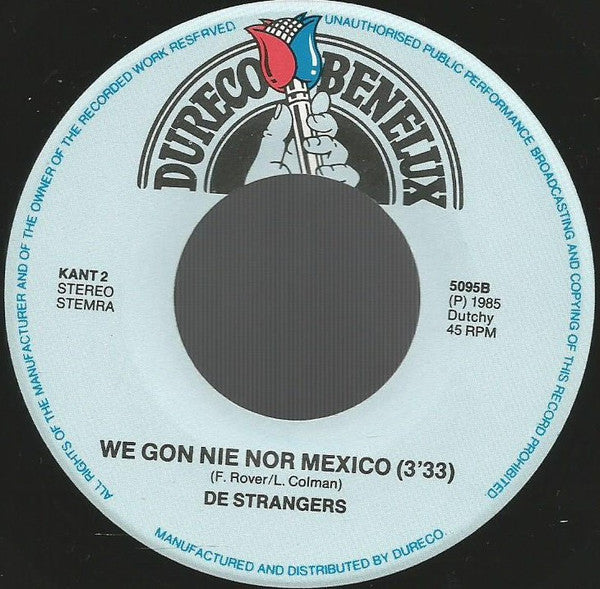 ALL RIGHTS OF THE MANUFACTURER AND OF THE OWNER OF THE RECORDED WORK RESERVED
UNAUTHORISED PUBLIC PERFORMANCE BROADCASTING AND COPYING OF THIS RECORD PROHIBITED
DURECO BENELUX
KANT 2
STEREO
STEMRA
5095B
(P) 1985
Dutchy
45 RPM
WE GON NIE NOR MEXICO (3'33)
(F. Rover/L. Colman)
DE STRANGERS
MANUFACTURED AND DISTRIBUTED BY DURECO